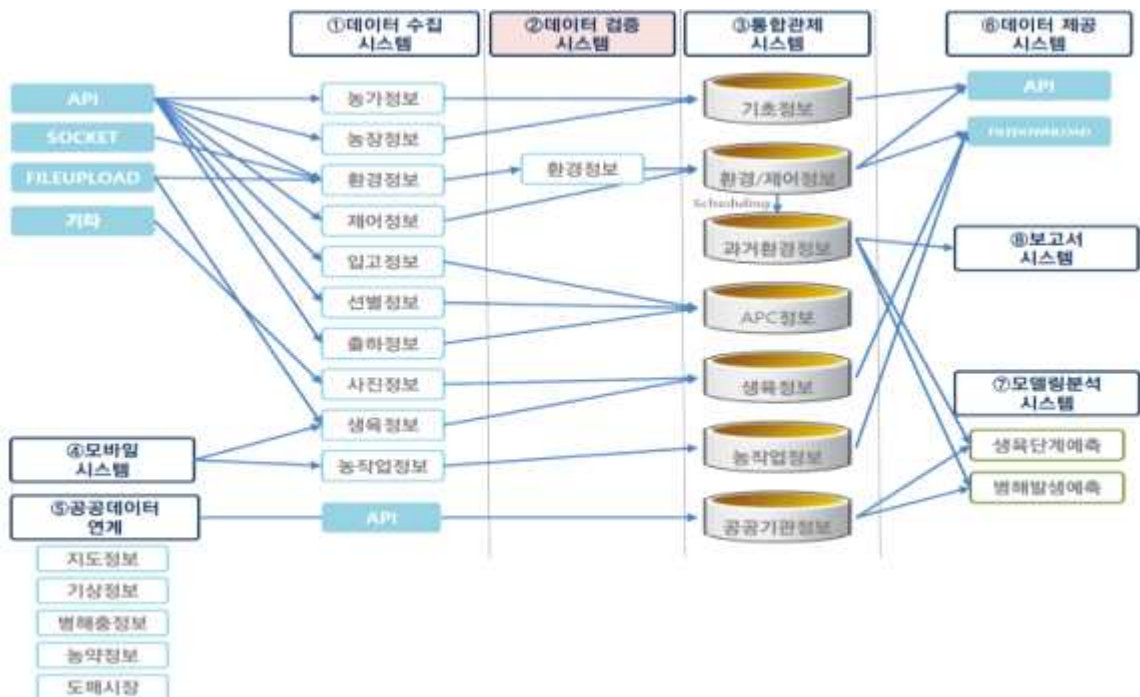 ①데이터 수집
시스템
②데이터 검증
시스템
③통합관제
시스템
⑥데이터 제공
시스템
API
SOCKET
FILEUPLOAD
기타
농가정보
농장정보
환경정보
제어정보
입고정보
선별정보
출하정보
사진정보
생육정보
농작업정보
API
환경정보
기초정보
환경/제어정보
Scheduling
과거환경정보
APC정보
생육정보
농작업정보
공공기관정보
API
FILEDOWNLOAD
⑧보고서
시스템
⑦모델링분석
시스템
생육단계예측
병해발생예측
④모바일
시스템
⑤공공데이터
연계
지도정보
기상정보
병해충정보
농약정보
도매시장